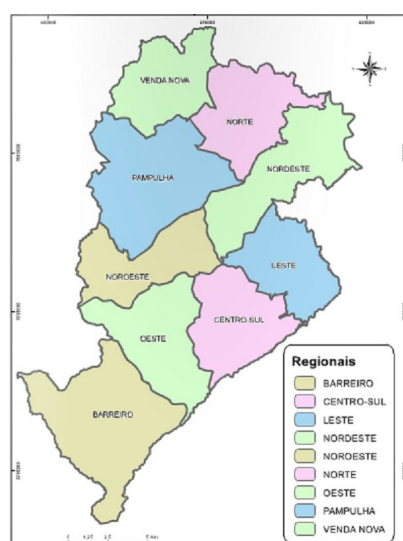 VENDA NOVA
NORTE
NORDESTE
PAMPULHA
LESTE
NOROESTE
CENTRO-SUL
OESTE
BARREIRO
Regionais
BARREIRO
CENTRO-SUL
LESTE
NORDESTE
NOROESTE
NORTE
OESTE
PAMPULHA
VENDA NOVA